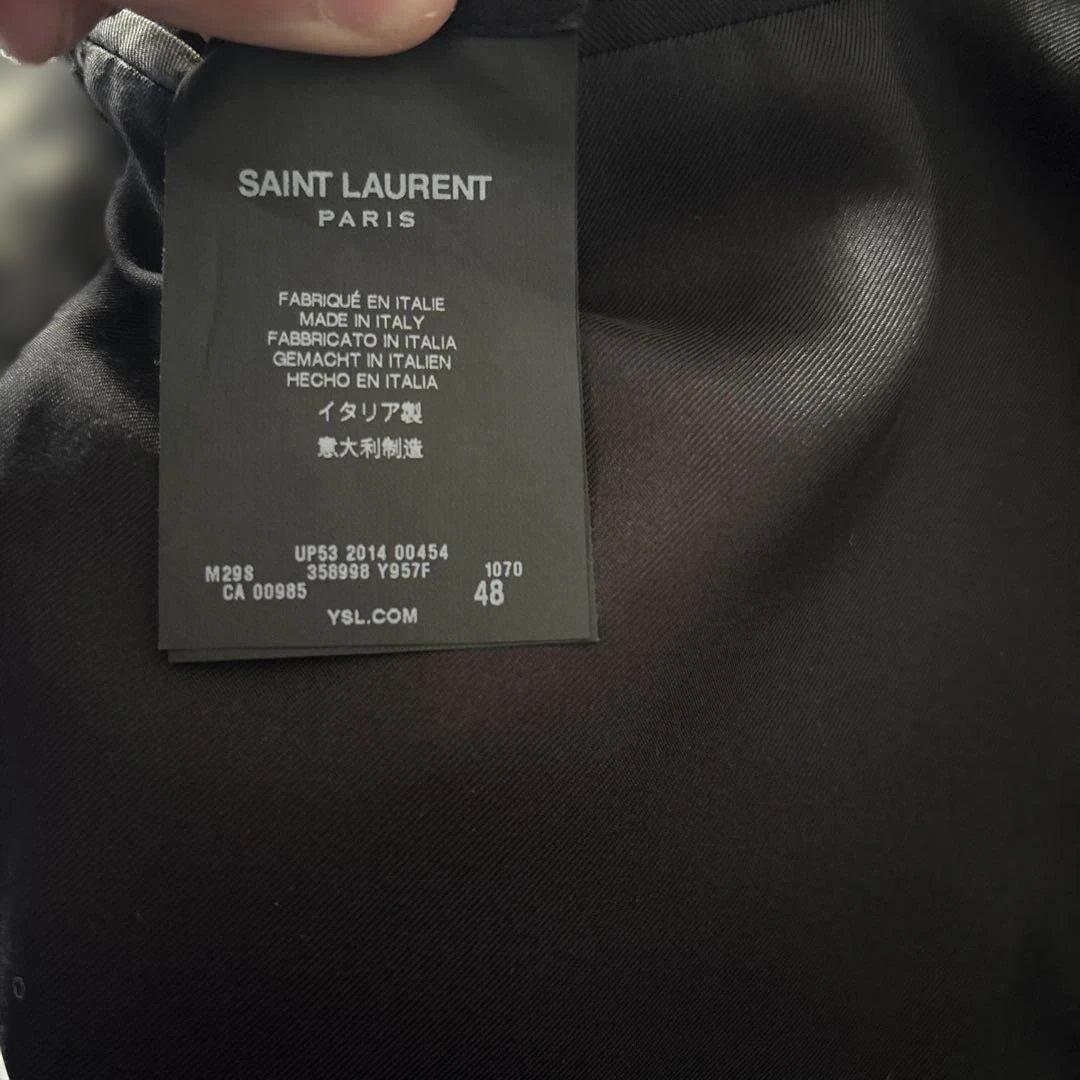 SAINT LAURENT
PARIS
FABRIQUÉ EN ITALIE
MADE IN ITALY
FABBRICATO IN ITALIA
GEMACHT IN ITALIEN
HECHO EN ITALIA
イタリア製
意大利制造
UP53 2014 00454
M29S 358998 Y957F 1070
CA 00985 48
YSL.COM